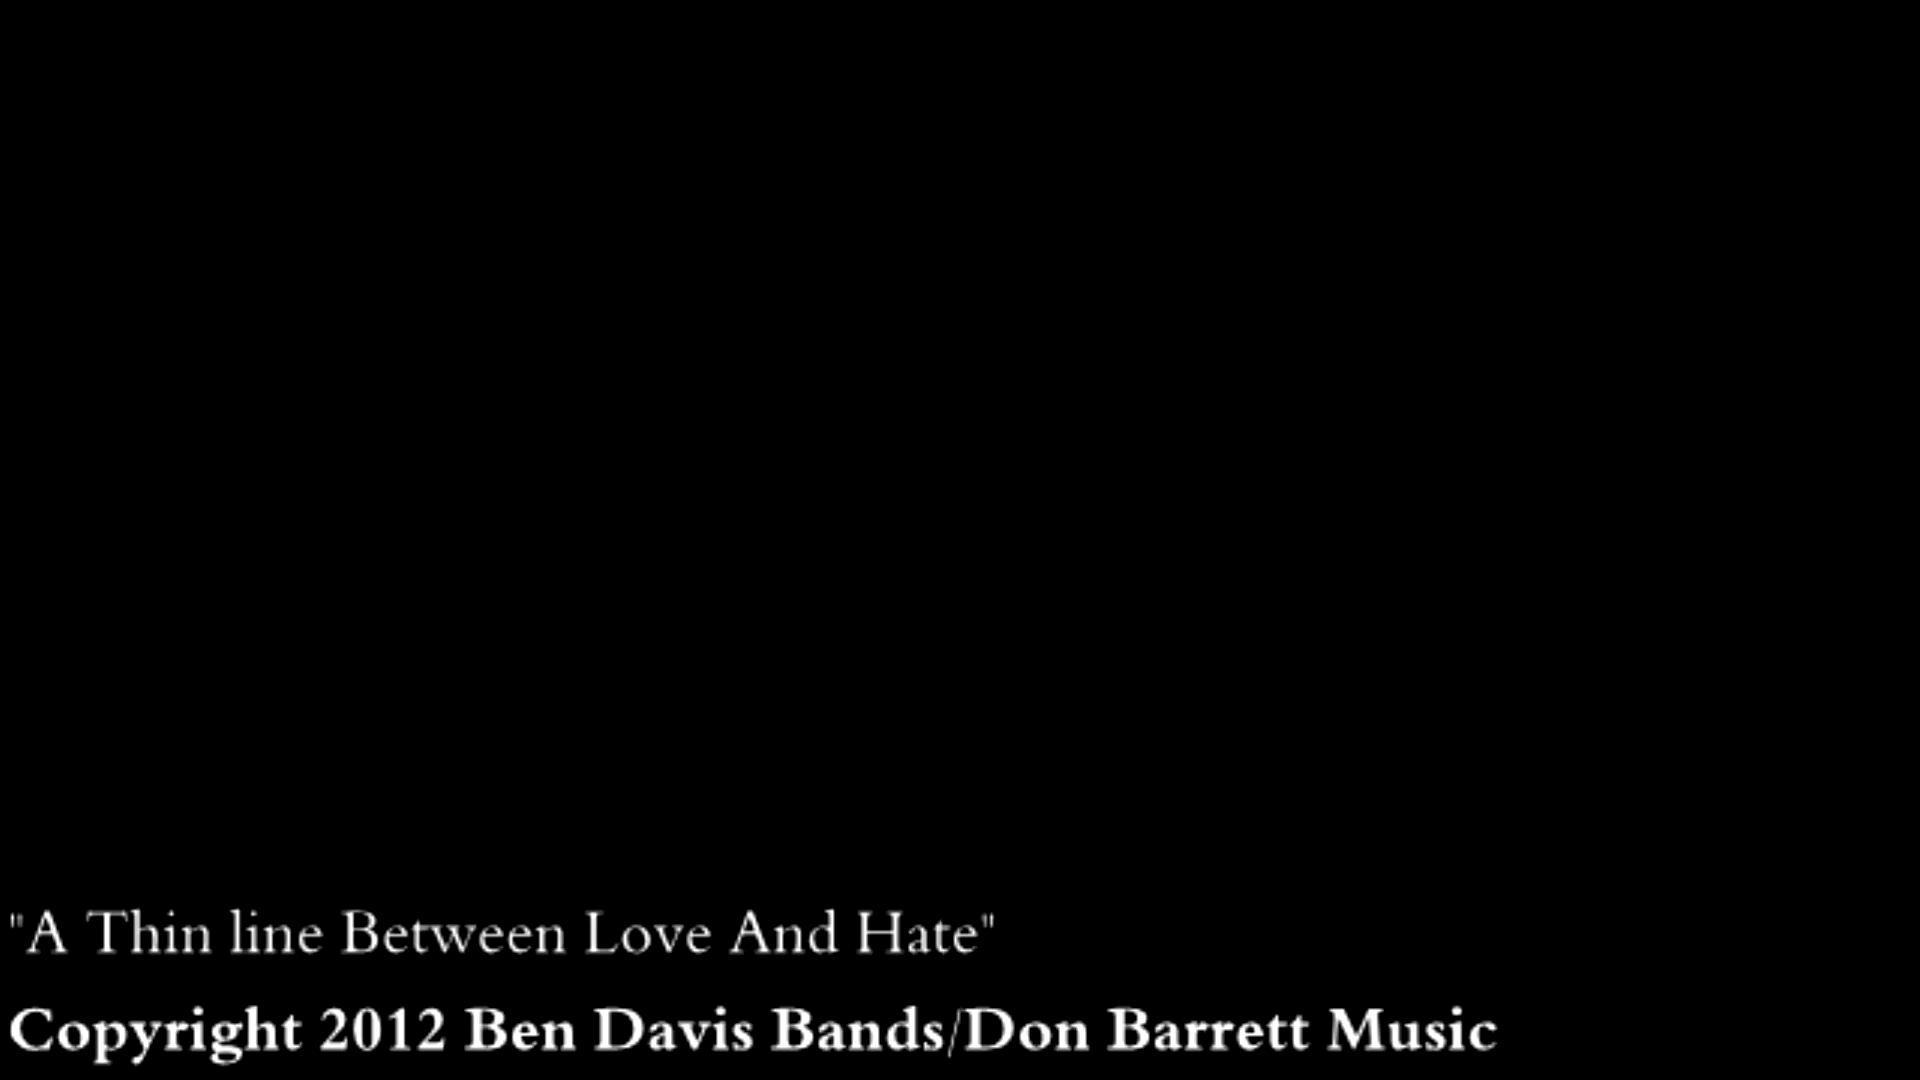 "A Thin line Between Love And Hate"
Copyright 2012 Ben Davis Bands/Don Barrett Music